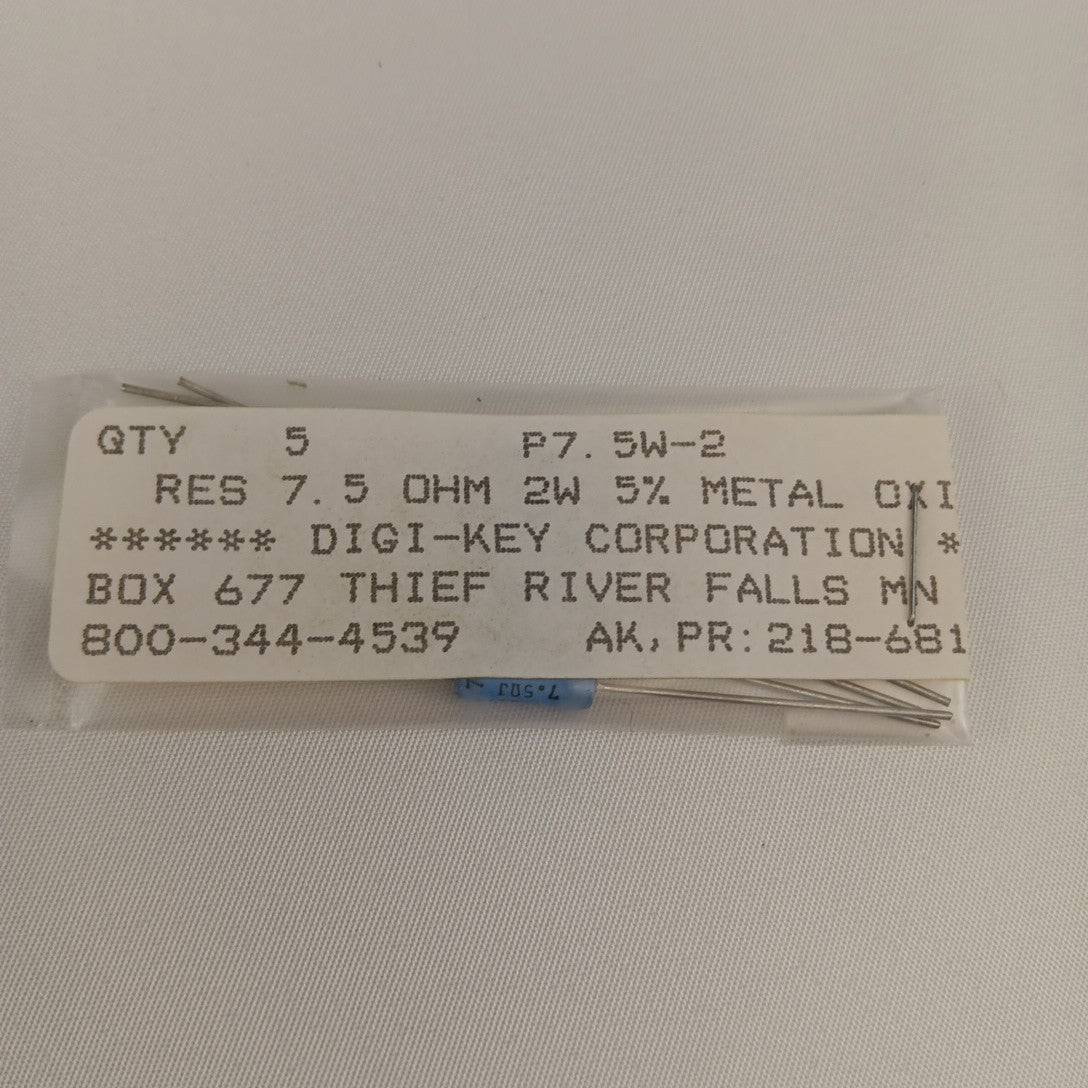 QTY 5 P7.5W-2
RES 7.5 OHM 2W 5% METAL OXI
****** DIGI-KEY CORPORATION *
BOX 677 THIEF RIVER FALLS MN
800-344-4539 AK,PR:218-681
7.5ΩJ